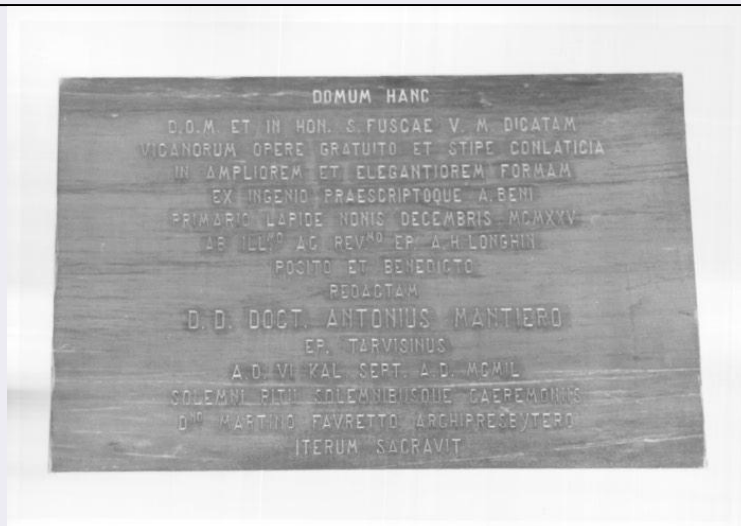 DOMUM HANC
D.O.M. ET IN HON. S. FUSCAE V. M. DICATAM
VICANORUM OPERE GRATUITO ET STIPE CONLATICIA
IN AMPLIOREM ET ELEGANTIOREM FORMAM
EX INGENIO PRAESCRIPTOQUE A. BENI
PRIMARIO LAPIDE NONIS DECEMBRIS MCMXXV
AB ILL.MO AC REV.MO EP. A.H. LONGHIN
POSITO ET BENEDICTO
REDACTAM
D. D. DOCT. ANTONIUS MANTIERO
EP. TARVISINUS
A.D. VI KAL SEPT. A.D. MCMIL
SOLEMNI RITU SOLEMNIBUSQUE CAEREMONIIS
D.NO MARTINO FAVRETTO ARCHIPRESBYTERO
ITERUM SACRAVIT